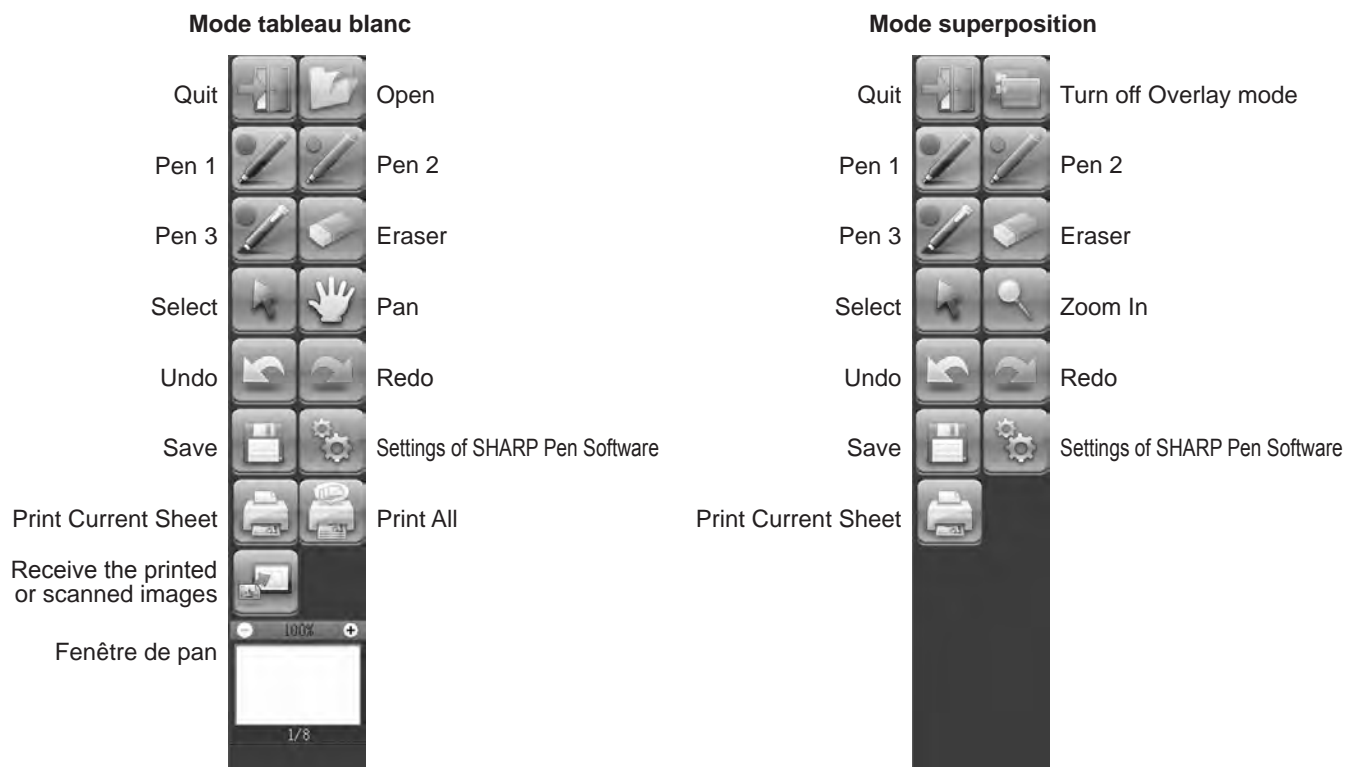 Mode tableau blanc
Quit
Open
Pen 1
Pen 2
Pen 3
Eraser
Select
Pan
Undo
Redo
Save
Settings of SHARP Pen Software
Print Current Sheet
Print All
Receive the printed
or scanned images
100%
Fenêtre de pan
1/8
Mode superposition
Quit
Turn off Overlay mode
Pen 1
Pen 2
Pen 3
Eraser
Select
Zoom In
Undo
Redo
Save
Settings of SHARP Pen Software
Print Current Sheet